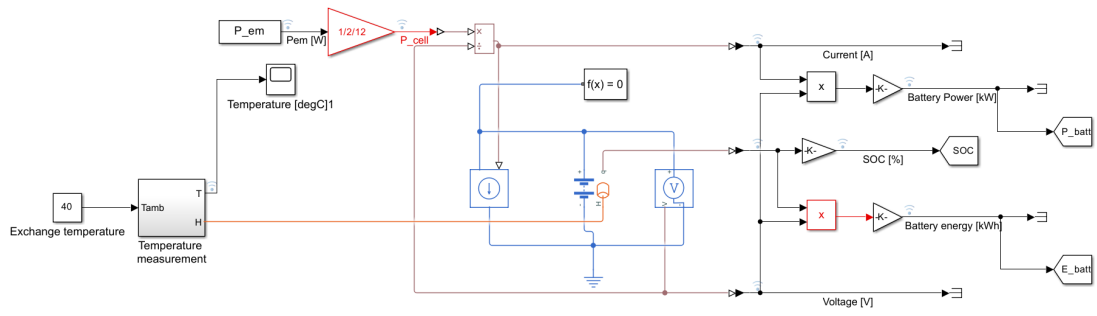 P_em
Pem [W]
1/2/12
P_cell
×
÷
Current [A]
Temperature [degC]1
f(x) = 0
x
-K-
Battery Power [kW]
P_batt
-K-
SOC [%]
SOC
+
-
H
+
V
V
-
40
Exchange temperature
Tamb
T
H
Temperature
measurement
x
-K-
Battery energy [kWh]
E_batt
Voltage [V]